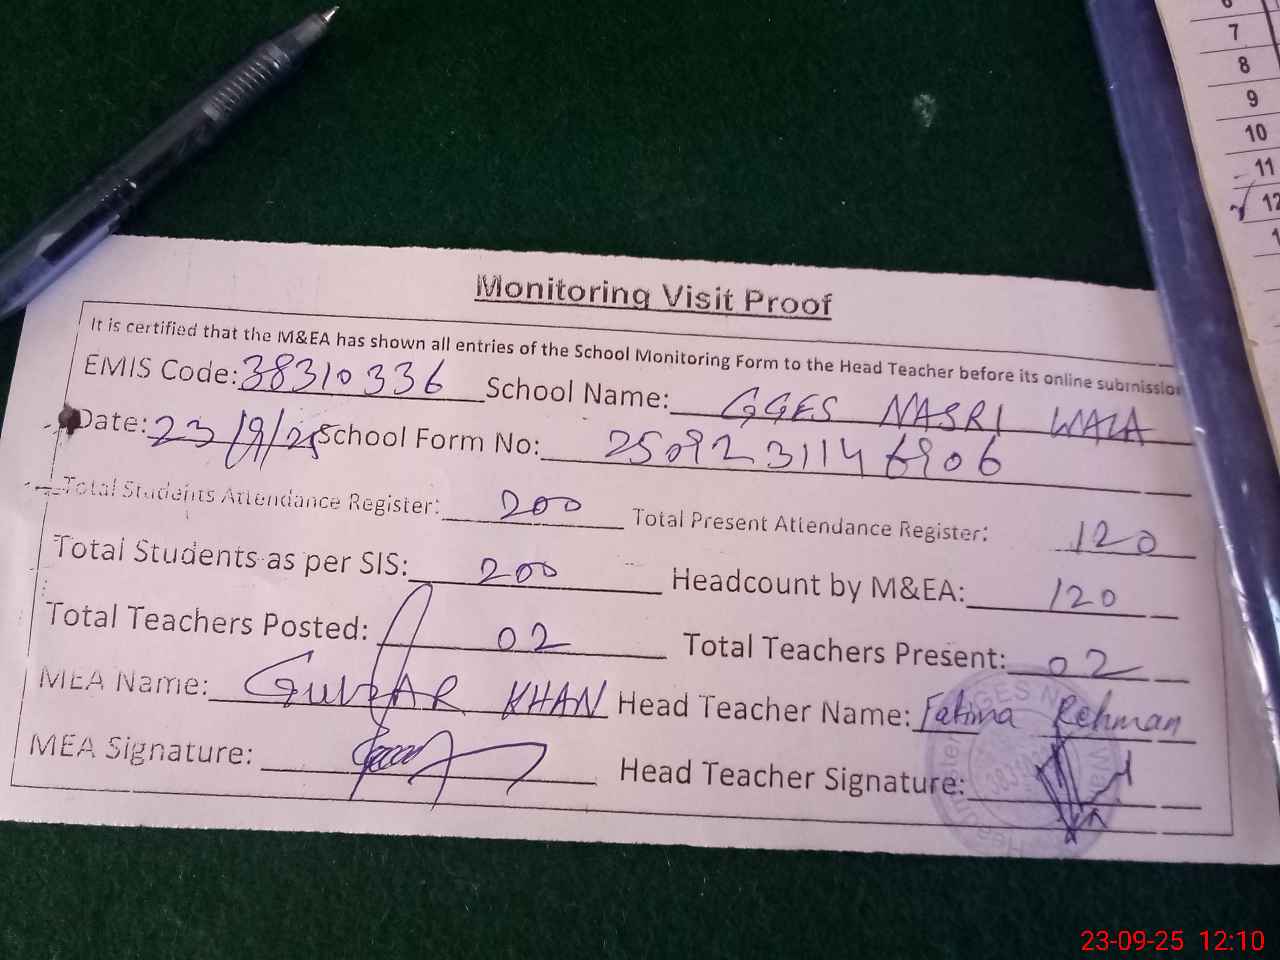 Monitoring Visit Proof
It is certified that the M&EA has shown all entries of the School Monitoring Form to the Head Teacher before its online submission
EMIS Code: 38310336 School Name: GGES NASRI WALA
Date: 23/9/25 School Form No: 2509231146906
Total Students Attendance Register: 200 Total Present Attendance Register: 120
Total Students as per SIS: 200 Headcount by M&EA: 120
Total Teachers Posted: 02 Total Teachers Present: 02
MEA Name: GULZAR KHAN Head Teacher Name: Fatima Rehman
MEA Signature: Head Teacher Signature:
7
8
9
10
11
12
23-09-25 12:10